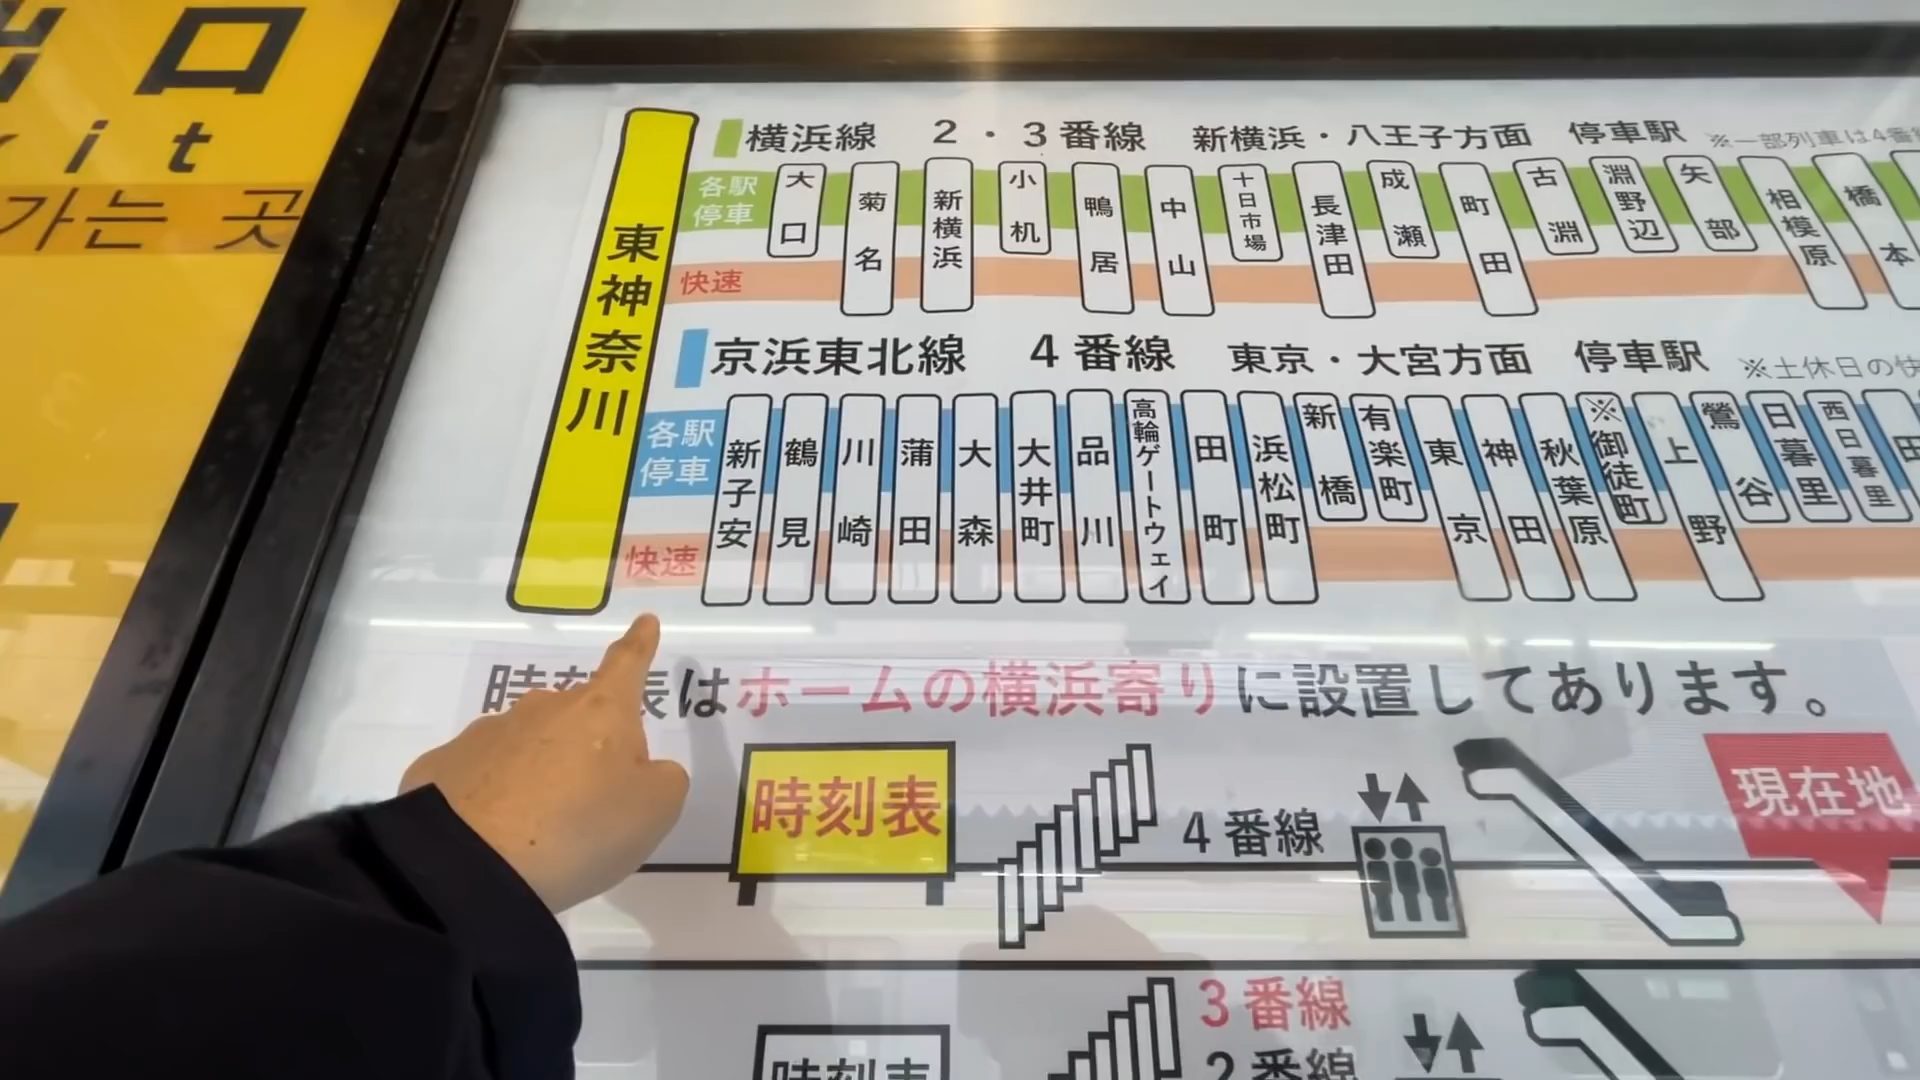 出口
가는 곳
横浜線 2・3番線 新横浜・八王子方面 停車駅
各駅停車
大口
菊名
新横浜
小机
鴨居
中山
十日市場
長津田
成瀬
町田
古淵
淵野辺
矢部
相模原
橋本
快速
東神奈川
京浜東北線 4番線 東京・大宮方面 停車駅 ※土休日の快
各駅停車
新子安
鶴見
川崎
蒲田
大森
大井町
品川
高輪ゲートウェイ
田町
浜松町
新橋
有楽町
東京
神田
秋葉原
※御徒町
上野
鶯谷
日暮里
西日暮里
田
快速
時刻表はホームの横浜寄りに設置してあります。
時刻表
4番線
現在地
3番線
2番線
時刻表